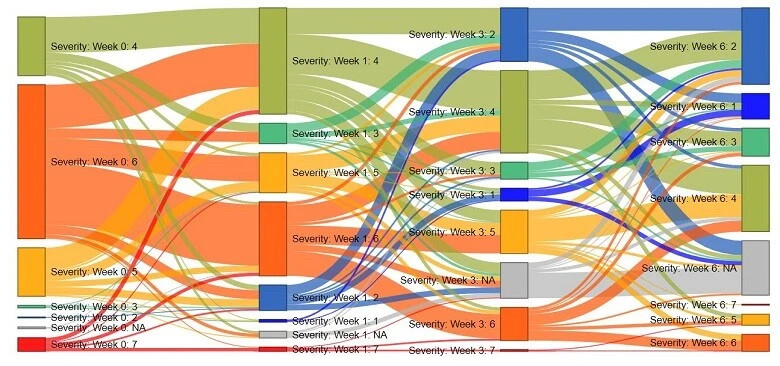 Severity: Week 0: 4
Severity: Week 0: 6
Severity: Week 0: 5
Severity: Week 0: 3
Severity: Week 0: 2
Severity: Week 0: NA
Severity: Week 0: 7
Severity: Week 1: 4
Severity: Week 1: 3
Severity: Week 1: 5
Severity: Week 1: 6
Severity: Week 1: 2
Severity: Week 1: 1
Severity: Week 1: NA
Severity: Week 1: 7
Severity: Week 3: 2
Severity: Week 3: 4
Severity: Week 3: 3
Severity: Week 3: 1
Severity: Week 3: 5
Severity: Week 3: NA
Severity: Week 3: 6
Severity: Week 3: 7
Severity: Week 6: 2
Severity: Week 6: 1
Severity: Week 6: 3
Severity: Week 6: 4
Severity: Week 6: NA
Severity: Week 6: 7
Severity: Week 6: 5
Severity: Week 6: 6